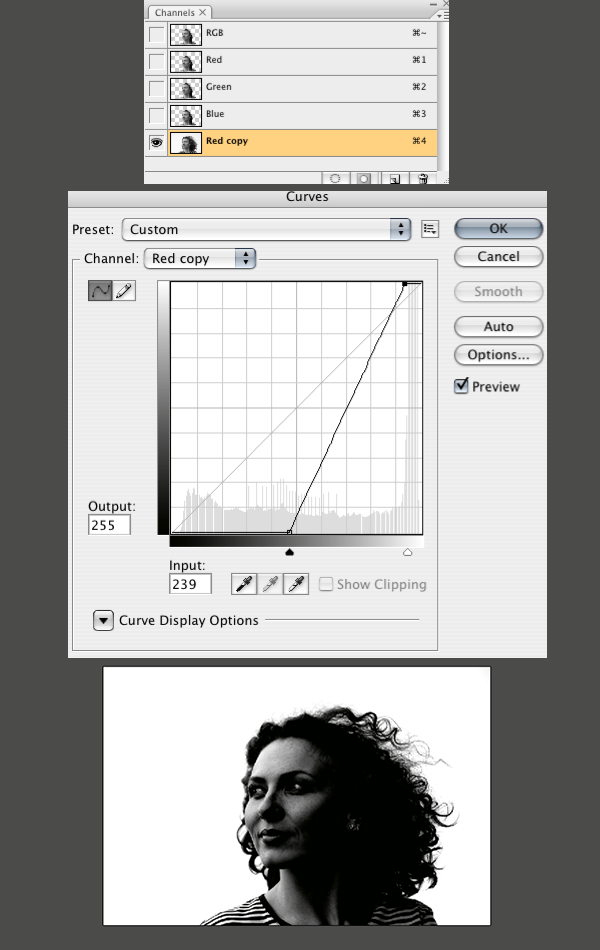 Channels ×
RGB ⌘~
Red ⌘1
Green ⌘2
Blue ⌘3
Red copy ⌘4
Curves
Preset: Custom
OK
Channel: Red copy
Cancel
Smooth
Auto
Options...
Preview
Output:
255
Input:
239
Show Clipping
Curve Display Options